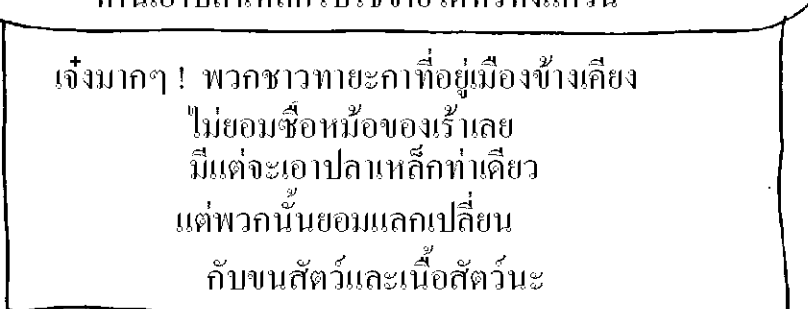 เจ๋งมากๆ ! พวกชาวทายะกาที่อยู่เมืองข้างเคียง
ไม่ยอมซื้อหม้อของเร้าเลย
มีแต่จะเอาปลาเหล็กท่าเดียว
แต่พวกนั้นยอมแลกเปลี่ยน
กับขนสัตว์และเนื้อสัตว์นะ